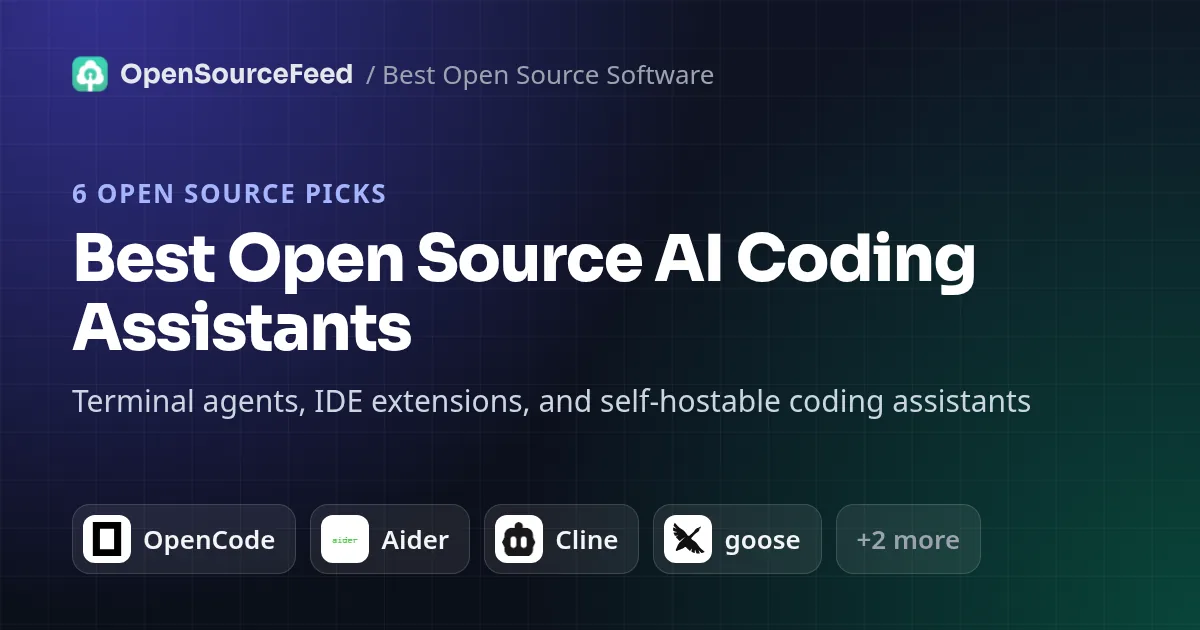 OpenSourceFeed / Best Open Source Software
6 OPEN SOURCE PICKS
Best Open Source AI Coding
Assistants
Terminal agents, IDE extensions, and self-hostable coding assistants
OpenCode aider Aider Cline goose +2 more